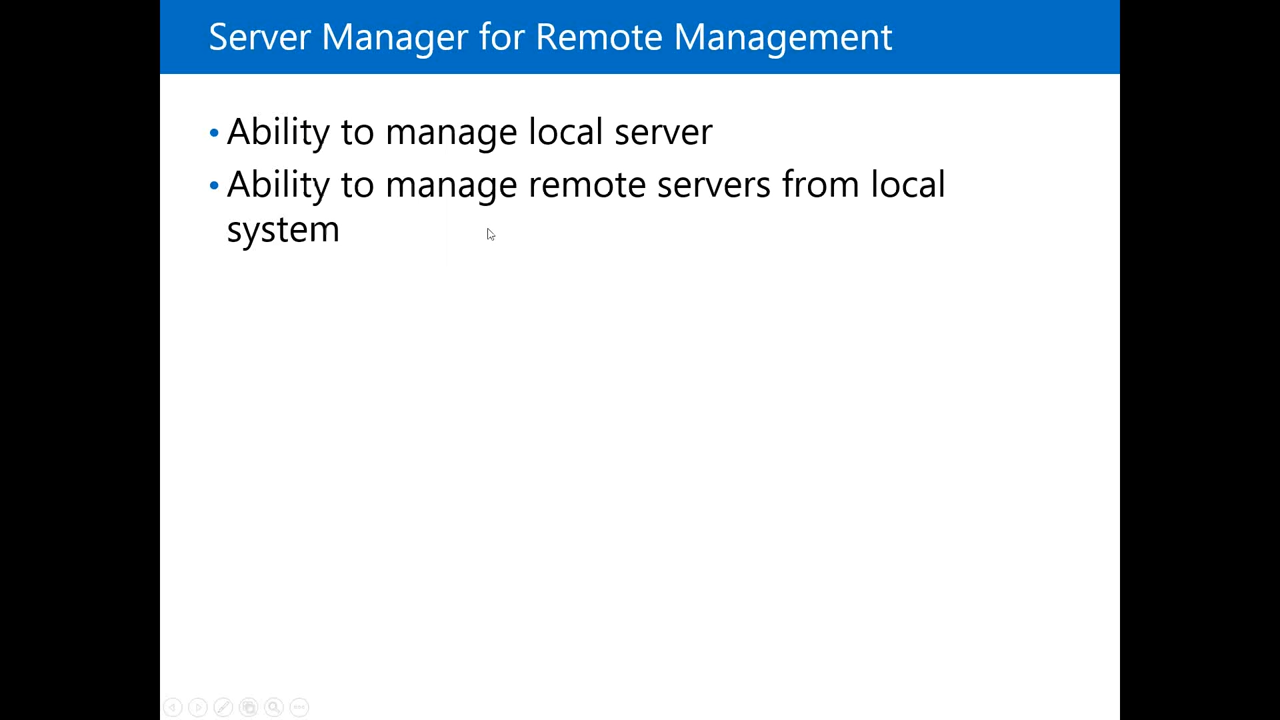 Server Manager for Remote Management
• Ability to manage local server
• Ability to manage remote servers from local
system